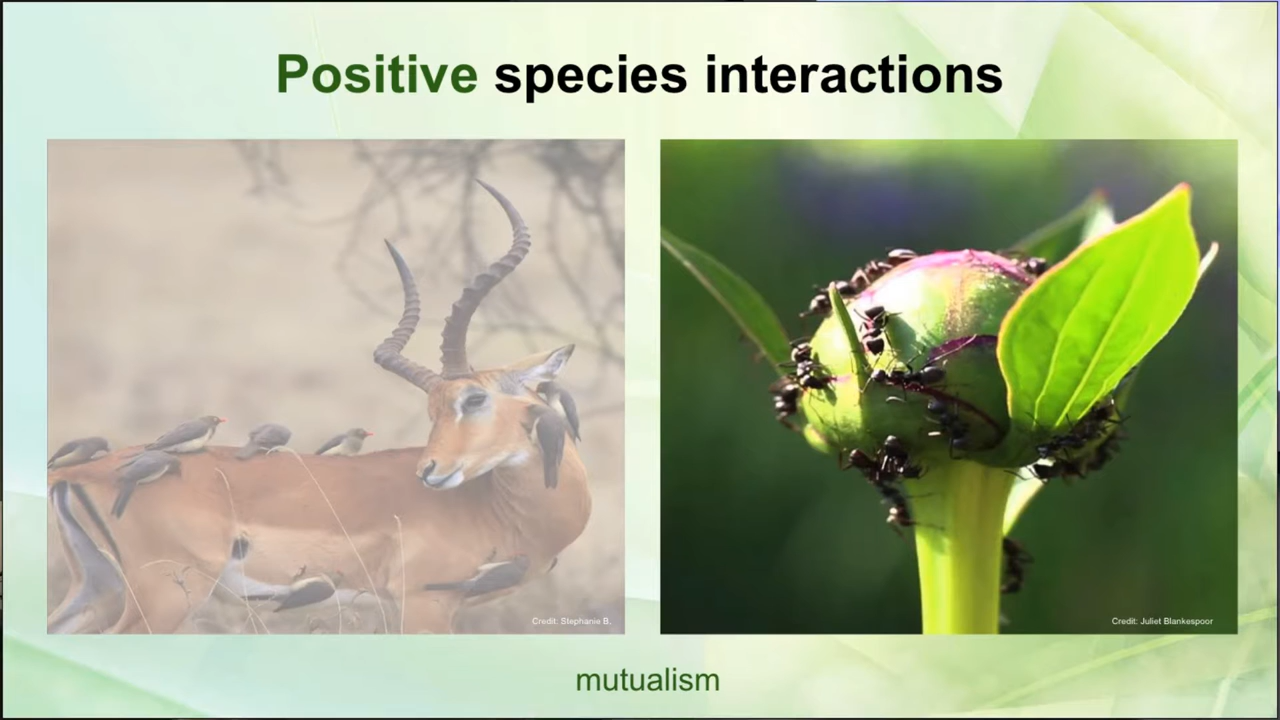 Positive species interactions
Credit: Stephanie B.
Credit: Juliet Blankespoor
mutualism